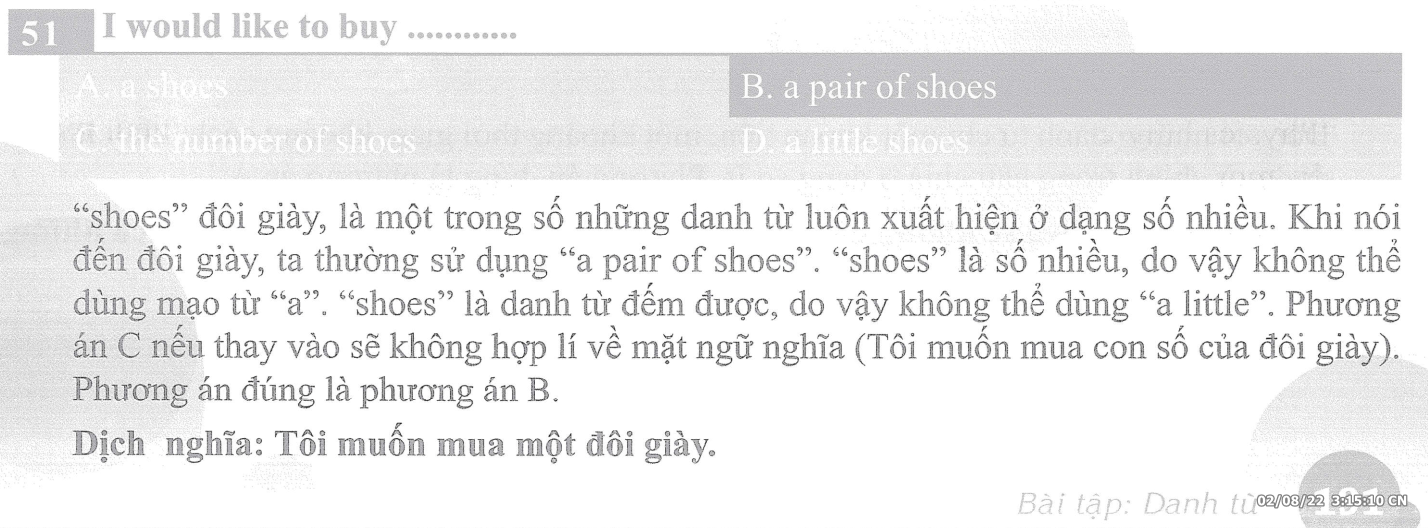 51 I would like to buy ............
A. a shoes
B. a pair of shoes
C. the number of shoes
D. a little shoes
“shoes” đôi giày, là một trong số những danh từ luôn xuất hiện ở dạng số nhiều. Khi nói
đến đôi giày, ta thường sử dụng “a pair of shoes”. “shoes” là số nhiều, do vậy không thể
dùng mạo từ “a”. “shoes” là danh từ đếm được, do vậy không thể dùng “a little”. Phương
án C nếu thay vào sẽ không hợp lí về mặt ngữ nghĩa (Tôi muốn mua con số của đôi giày).
Phương án đúng là phương án B.
Dịch nghĩa: Tôi muốn mua một đôi giày.
Bài tập: Danh từ 191
02/08/22 3:15:10 CN